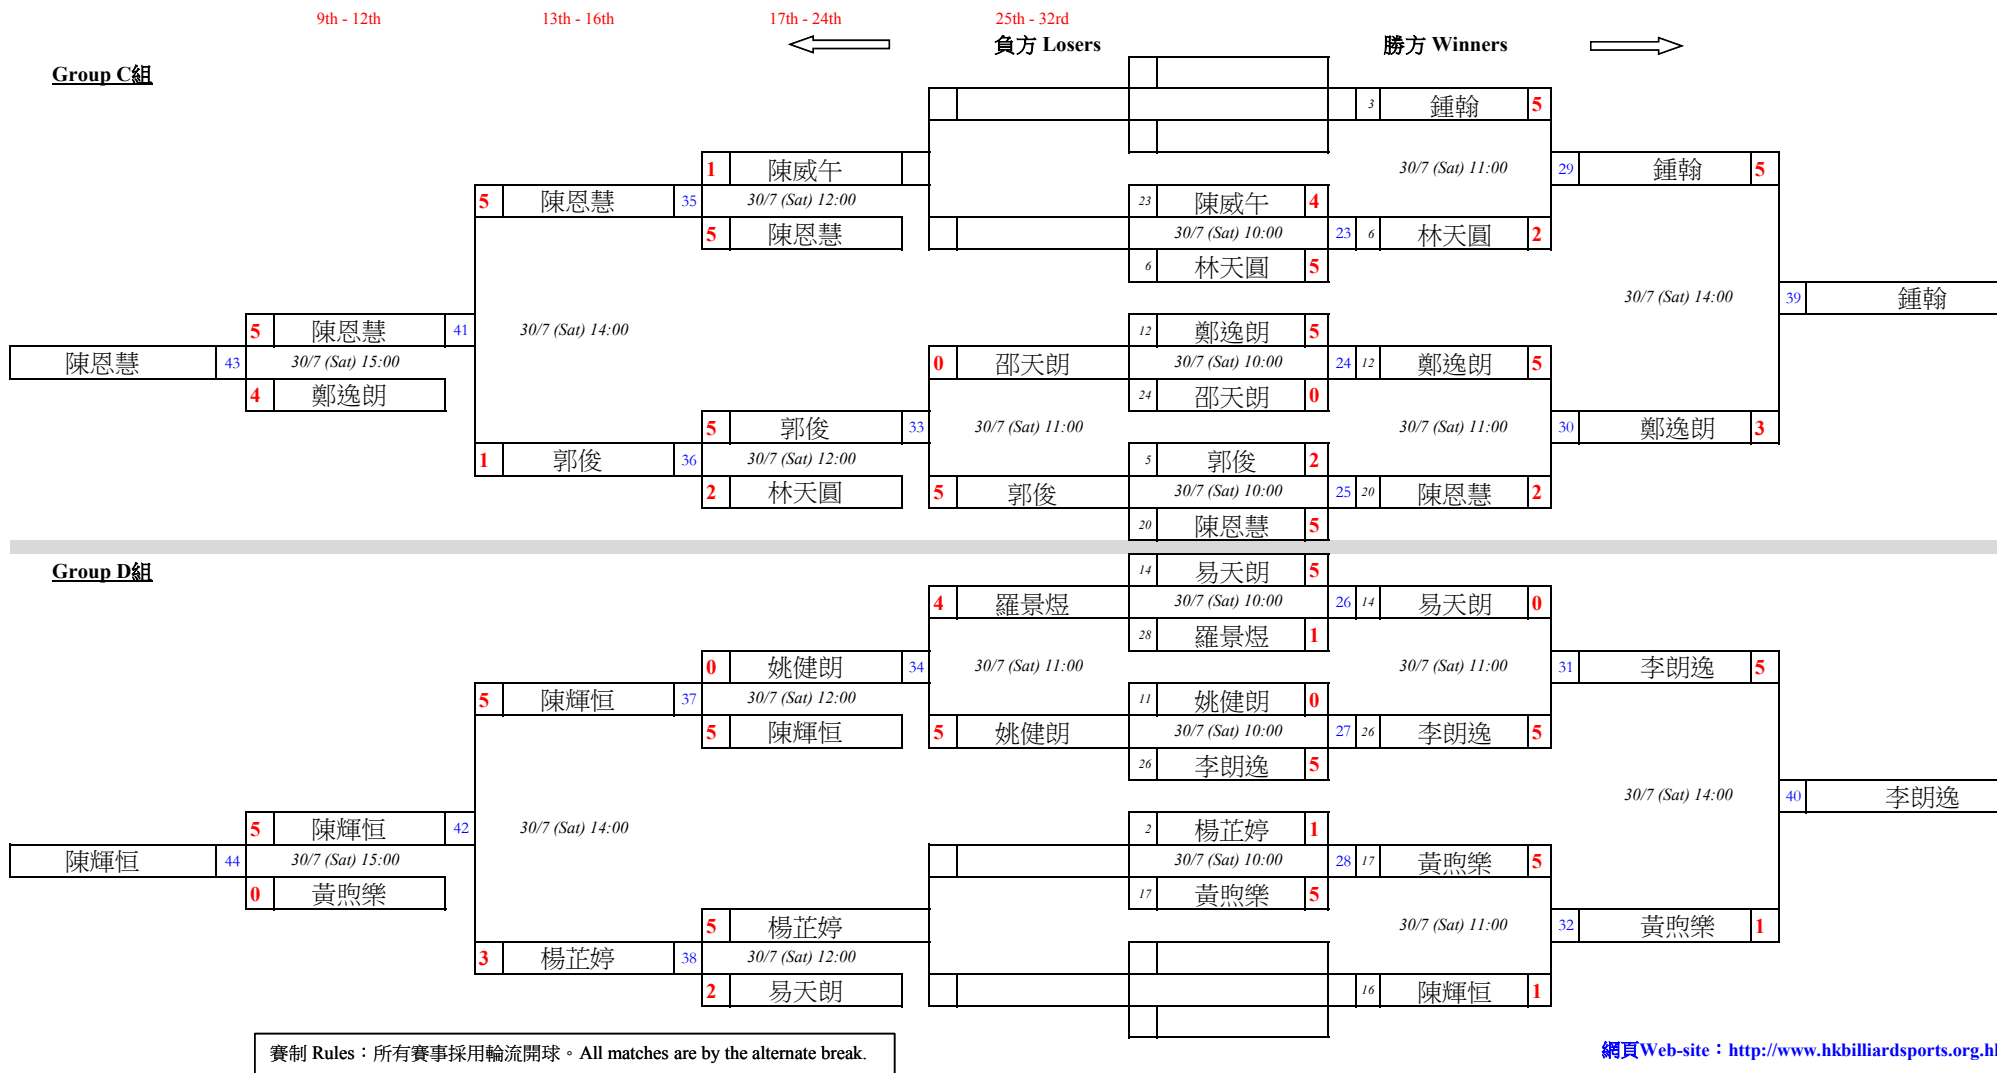 9th - 12th 13th - 16th 17th - 24th 25th - 32rd
負方 Losers 勝方 Winners
Group C組
3 鍾翰 5
1 陳威午 30/7 (Sat) 11:00 29 鍾翰 5
5 陳恩慧 35 30/7 (Sat) 12:00 23 陳威午 4
5 陳恩慧 30/7 (Sat) 10:00 23 6 林天圓 2
6 林天圓 5
30/7 (Sat) 14:00 39 鍾翰
5 陳恩慧 41 30/7 (Sat) 14:00 12 鄭逸朗 5
陳恩慧 43 30/7 (Sat) 15:00 0 邵天朗 30/7 (Sat) 10:00 24 12 鄭逸朗 5
4 鄭逸朗 24 邵天朗 0
5 郭俊 33 30/7 (Sat) 11:00 30/7 (Sat) 11:00 30 鄭逸朗 3
1 郭俊 36 30/7 (Sat) 12:00 5 郭俊 2
2 林天圓 5 郭俊 30/7 (Sat) 10:00 25 20 陳恩慧 2
20 陳恩慧 5
Group D組 14 易天朗 5
4 羅景煜 30/7 (Sat) 10:00 26 14 易天朗 0
28 羅景煜 1
0 姚健朗 34 30/7 (Sat) 11:00 30/7 (Sat) 11:00 31 李朗逸 5
5 陳輝恒 37 30/7 (Sat) 12:00 11 姚健朗 0
5 陳輝恒 5 姚健朗 30/7 (Sat) 10:00 27 26 李朗逸 5
26 李朗逸 5
30/7 (Sat) 14:00 40 李朗逸
5 陳輝恒 42 30/7 (Sat) 14:00 2 楊芷婷 1
陳輝恒 44 30/7 (Sat) 15:00 30/7 (Sat) 10:00 28 17 黃煦樂 5
0 黃煦樂 17 黃煦樂 5
5 楊芷婷 30/7 (Sat) 11:00 32 黃煦樂 1
3 楊芷婷 38 30/7 (Sat) 12:00
2 易天朗 16 陳輝恒 1
賽制 Rules：所有賽事採用輪流開球。All matches are by the alternate break.
網頁Web-site：http://www.hkbilliardsports.org.hk